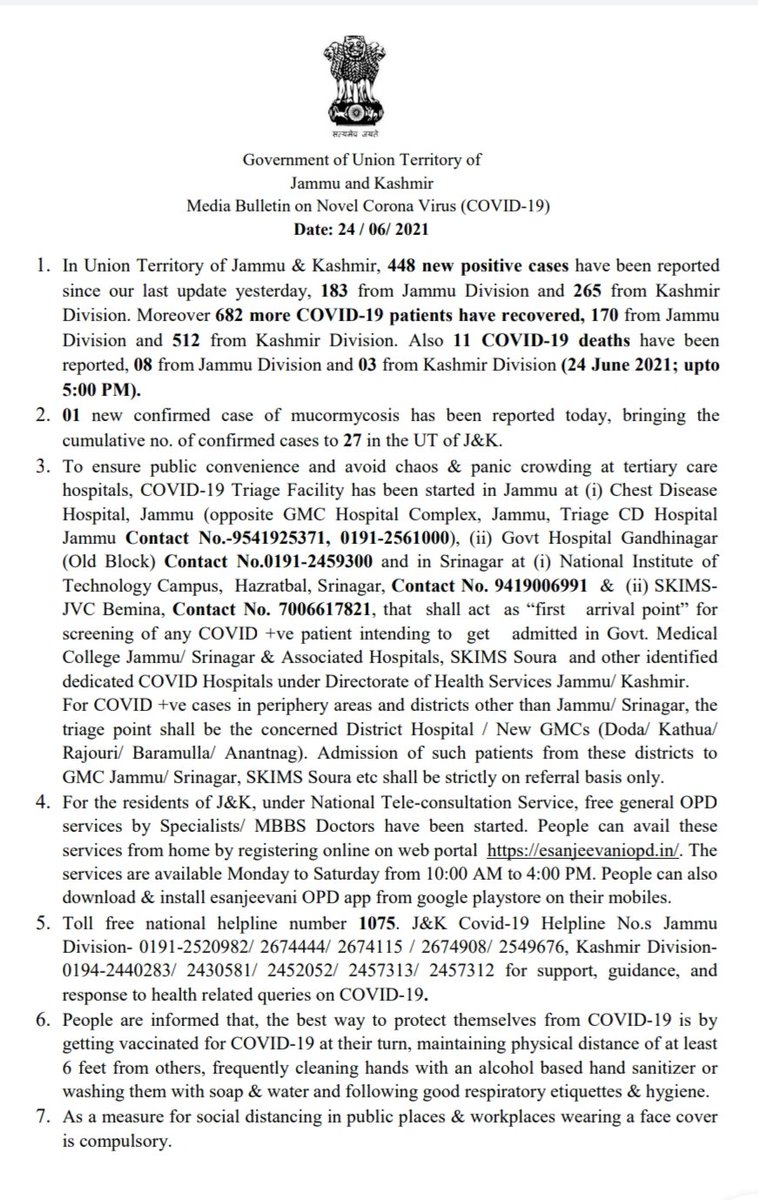 सत्यमेव जयते
Government of Union Territory of
Jammu and Kashmir
Media Bulletin on Novel Corona Virus (COVID-19)
Date: 24 / 06/ 2021
1. In Union Territory of Jammu & Kashmir, 448 new positive cases have been reported
since our last update yesterday, 183 from Jammu Division and 265 from Kashmir
Division. Moreover 682 more COVID-19 patients have recovered, 170 from Jammu
Division and 512 from Kashmir Division. Also 11 COVID-19 deaths have been
reported, 08 from Jammu Division and 03 from Kashmir Division (24 June 2021; upto
5:00 PM).
2. 01 new confirmed case of mucormycosis has been reported today, bringing the
cumulative no. of confirmed cases to 27 in the UT of J&K.
3. To ensure public convenience and avoid chaos & panic crowding at tertiary care
hospitals, COVID-19 Triage Facility has been started in Jammu at (i) Chest Disease
Hospital, Jammu (opposite GMC Hospital Complex, Jammu, Triage CD Hospital
Jammu Contact No.-9541925371, 0191-2561000), (ii) Govt Hospital Gandhinagar
(Old Block) Contact No.0191-2459300 and in Srinagar at (i) National Institute of
Technology Campus, Hazratbal, Srinagar, Contact No. 9419006991 & (ii) SKIMS-
JVC Bemina, Contact No. 7006617821, that shall act as “first arrival point” for
screening of any COVID +ve patient intending to get admitted in Govt. Medical
College Jammu/ Srinagar & Associated Hospitals, SKIMS Soura and other identified
dedicated COVID Hospitals under Directorate of Health Services Jammu/ Kashmir.
For COVID +ve cases in periphery areas and districts other than Jammu/ Srinagar, the
triage point shall be the concerned District Hospital / New GMCs (Doda/ Kathua/
Rajouri/ Baramulla/ Anantnag). Admission of such patients from these districts to
GMC Jammu/ Srinagar, SKIMS Soura etc shall be strictly on referral basis only.
4. For the residents of J&K, under National Tele-consultation Service, free general OPD
services by Specialists/ MBBS Doctors have been started. People can avail these
services from home by registering online on web portal https://esanjeevaniopd.in/. The
services are available Monday to Saturday from 10:00 AM to 4:00 PM. People can also
download & install esanjeevani OPD app from google playstore on their mobiles.
5. Toll free national helpline number 1075. J&K Covid-19 Helpline No.s Jammu
Division- 0191-2520982/ 2674444/ 2674115 / 2674908/ 2549676, Kashmir Division-
0194-2440283/ 2430581/ 2452052/ 2457313/ 2457312 for support, guidance, and
response to health related queries on COVID-19.
6. People are informed that, the best way to protect themselves from COVID-19 is by
getting vaccinated for COVID-19 at their turn, maintaining physical distance of at least
6 feet from others, frequently cleaning hands with an alcohol based hand sanitizer or
washing them with soap & water and following good respiratory etiquettes & hygiene.
7. As a measure for social distancing in public places & workplaces wearing a face cover
is compulsory.